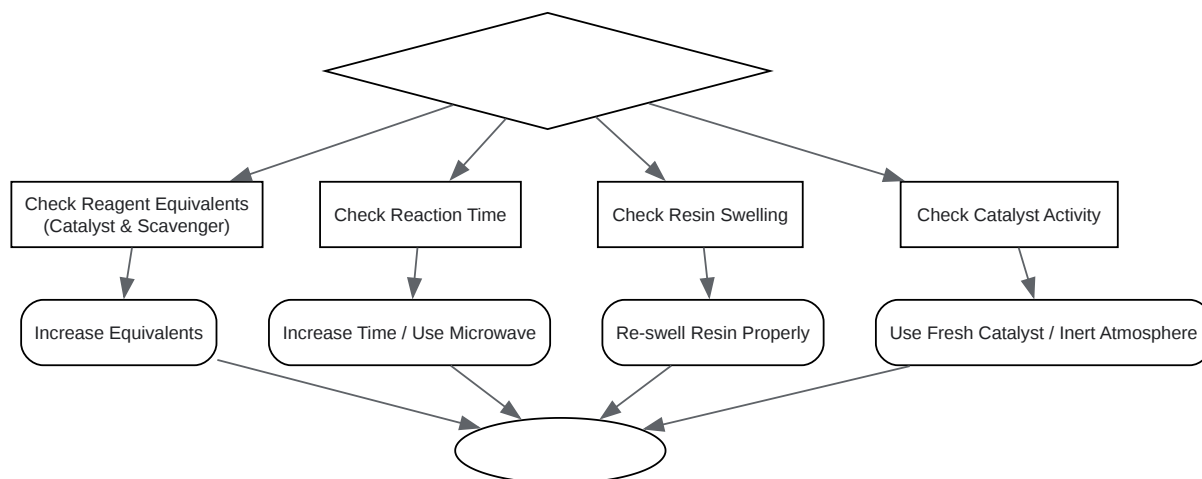 Check Reagent Equivalents
(Catalyst & Scavenger)
Check Reaction Time
Check Resin Swelling
Check Catalyst Activity
Increase Equivalents
Increase Time / Use Microwave
Re-swell Resin Properly
Use Fresh Catalyst / Inert Atmosphere